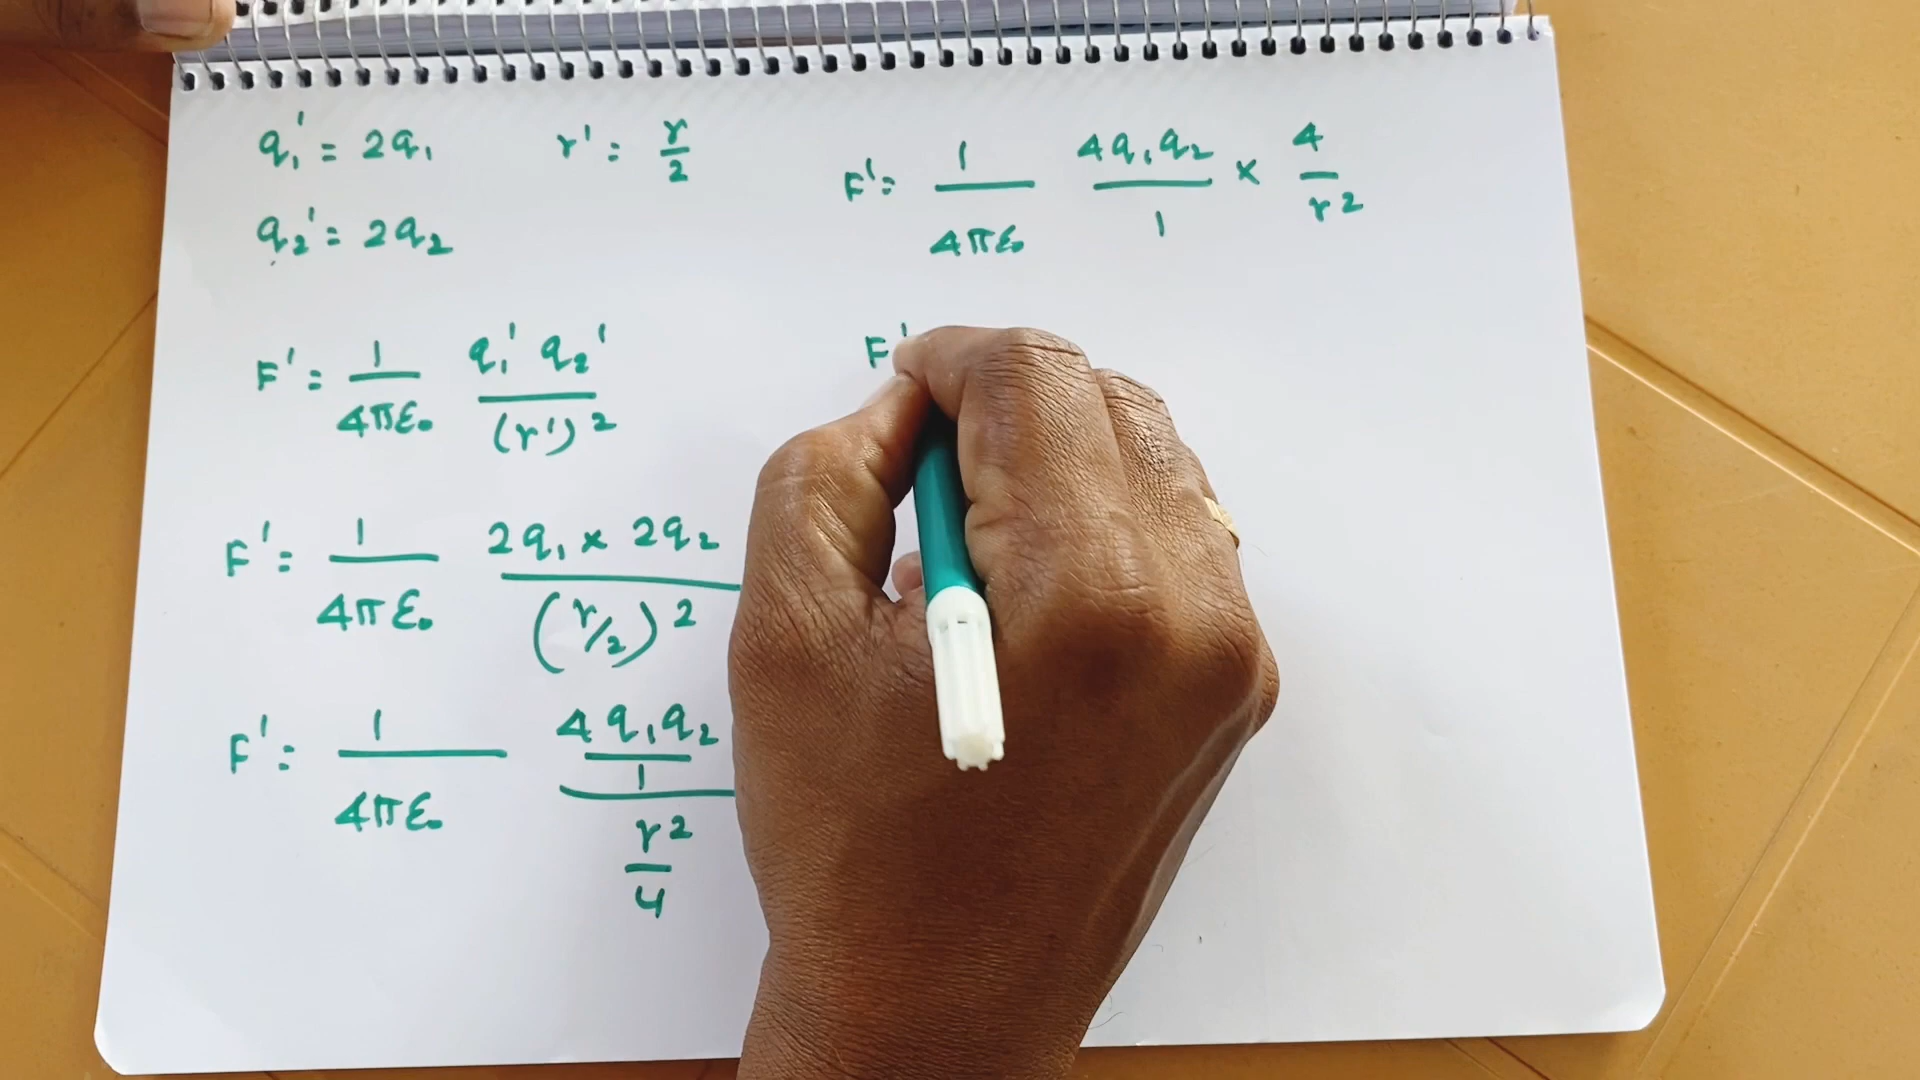 q₁' = 2q₁
r' = r/2
q₂' = 2q₂
F' = 1/4πε₀ q₁' q₂'/(r')²
F' = 1/4πε₀ 2q₁ × 2q₂/(r/2)²
F' = 1/4πε₀ 4q₁q₂/1/r²/4
F' = 1/4πε₀ 4q₁q₂/1 × 4/r²
F'